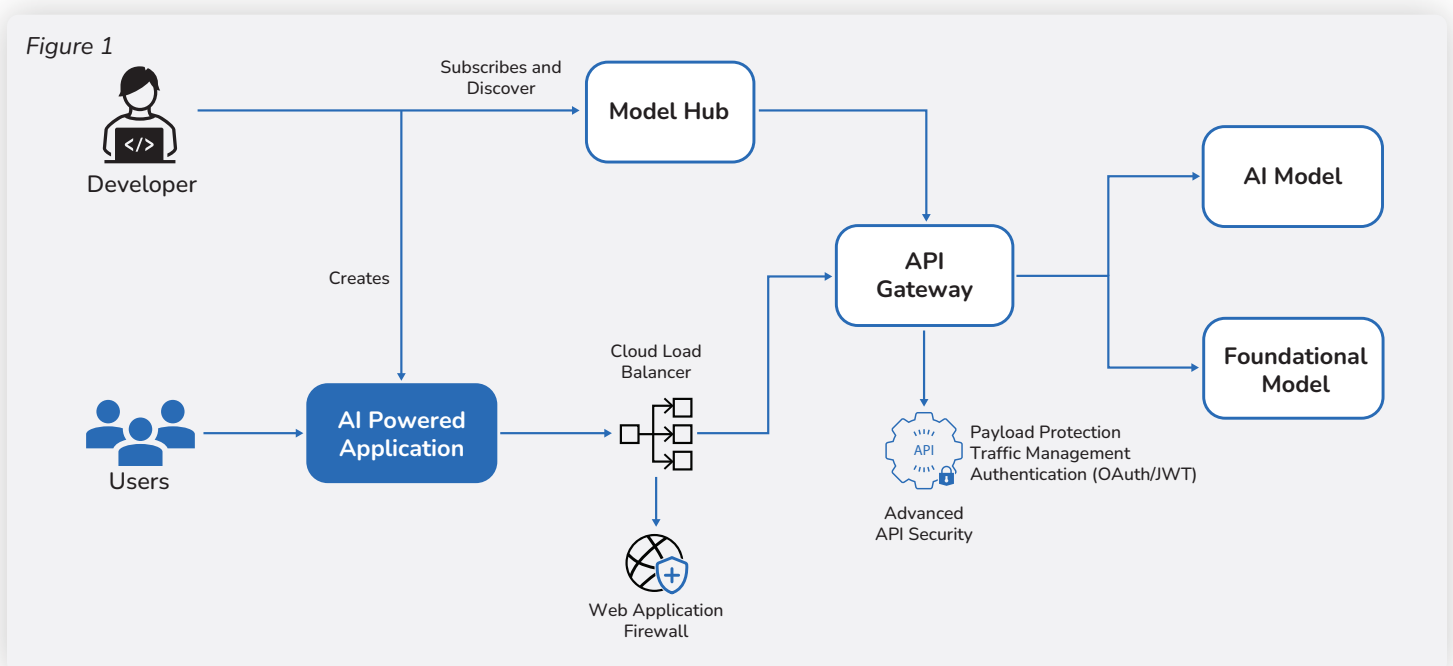 Figure 1
Subscribes and
Discover
Model Hub
</>
Developer
AI Model
Creates
API
Gateway
Cloud Load
Balancer
Foundational
Model
AI Powered
Application
Users
API
Payload Protection
Traffic Management
Authentication (OAuth/JWT)
Advanced
API Security
Web Application
Firewall